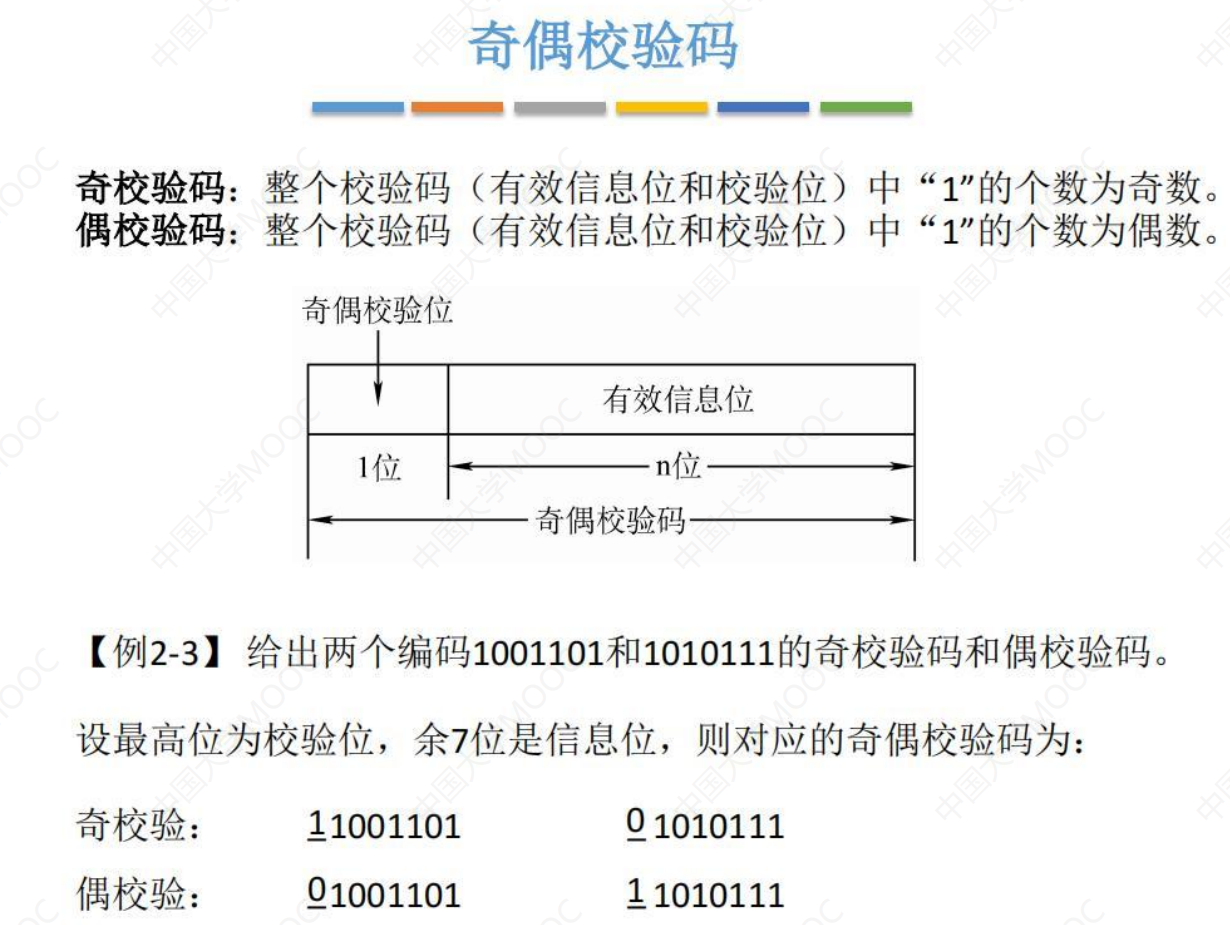 奇偶校验码
奇校验码：整个校验码（有效信息位和校验位）中“1”的个数为奇数。
偶校验码：整个校验码（有效信息位和校验位）中“1”的个数为偶数。
奇偶校验位
有效信息位
1位
n位
奇偶校验码
【例2-3】 给出两个编码1001101和1010111的奇校验码和偶校验码。
设最高位为校验位，余7位是信息位，则对应的奇偶校验码为：
奇校验： 11001101 0 1010111
偶校验： 01001101 1 1010111
中国大学MOOC